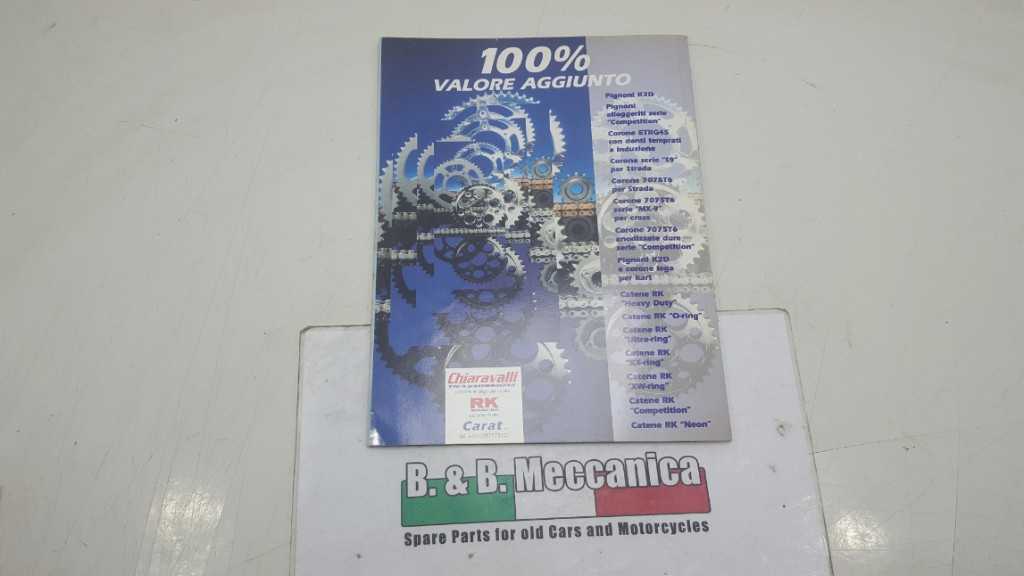 100%
VALORE AGGIUNTO
Pignoni K2D
Pignoni
alleggeriti serie
"Competition"
Corone
con denti temprati
a induzione
Corone serie "S9"
per Strada
Corone 7075T6
per Strada
Corone 7075T6
serie "MX-9"
per cross
Corone 7075T6
anodizzate dure
serie "Competition"
Pignoni K2D
e corone lega
per kart
Catene RK
"Heavy Duty"
Catene RK "O-ring"
Catene RK
"Ultra-ring"
Catene RK
"XX-ring"
Catene RK
"XW-ring"
Catene RK
"Competition"
Catene RK "Neon"
Chiaravalli
RK
Carat
B. & B. Meccanica
Spare Parts for old Cars and Motorcycles